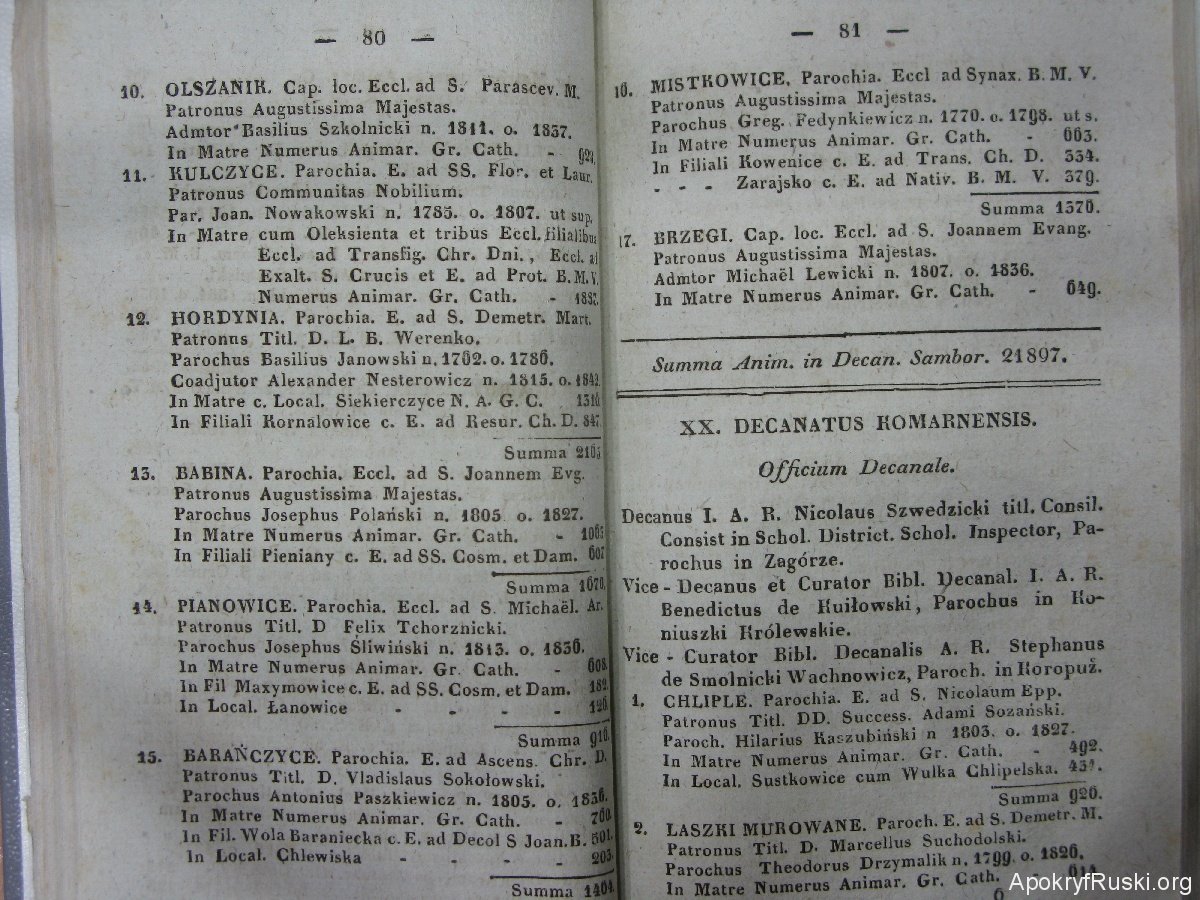 — 80 —
10. OLSZANIK. Cap. loc. Eccl. ad S. Parascev. M.
Patronus Augustissima Majestas.
Admtor Basilius Szkolnicki n. 1811. o. 1837.
In Matre Numerus Animar. Gr. Cath. -
11. KULCZYCE. Parochia. E. ad SS. Flor. et Laur.
Patronus Communitas Nobilium.
Par. Joan. Nowakowski n. 1785. o. 1807. ut sup.
In Matre cum Oleksienta et tribus Eccl. filialibus
Eccl. ad Transfig. Chr. Dni., Eccl. ad
Exalt. S. Crucis et E. ad Prot. B. M. V.
Numerus Animar. Gr. Cath. -
12. HORDYNIA. Parochia. E. ad S. Demetr. Mart.
Patronus Titl. D. L. B. Werenko.
Parochus Basilius Janowski n. 1762. o. 1786.
Coadjutor Alexander Nesterowicz n. 1815. o. 1842.
In Matre c. Local. Siekierczyce N. A. G. C. 1316
In Filiali Kornalowice c. E. ad Resur. Ch. D. 847.
Summa 2163
13. BABINA. Parochia. Eccl. ad S. Joannem Evg.
Patronus Augustissima Majestas.
Parochus Josephus Polański n. 1805. o. 1827.
In Matre Numerus Animar. Gr. Cath. - 1063
In Filiali Pieniany c. E. ad SS. Cosm. et Dam. 607
Summa 1670.
14. PIANOWICE. Parochia. Eccl. ad S. Michaël. Ar.
Patronus Titl. D Felix Tchorznicki.
Parochus Josephus Śliwiński n. 1813. o. 1836.
In Matre Numerus Animar. Gr. Cath. - 608.
In Fil Maxymowice c. E. ad SS. Cosm. et Dam. 182.
In Local. Łanowice - - - - 126.
Summa 916.
15. BARAŃCZYCE. Parochia. E. ad Ascens. Chr. D.
Patronus Titl. D. Vladislaus Sokołowski.
Parochus Antonius Paszkiewicz n. 1805. o. 1836.
In Matre Numerus Animar. Gr. Cath. - 760.
In Fil. Wola Baraniecka c. E. ad Decol S Joan. B. 501.
In Local. Chlewiska - - - - 203.
Summa 1464.
— 81 —
16. MISTKOWICE. Parochia. Eccl ad Synax. B. M. V.
Patronus Augustissima Majestas.
Parochus Greg. Fedynkiewicz n. 1770. o. 1798. ut s.
In Matre Numerus Animar. Gr. Cath. - 663.
In Filiali Kowenice c. E. ad Trans. Ch. D. 334.
- - - Zarajsko c. E. ad Nativ. B. M. V. 379.
Summa 1376.
17. BRZEGI. Cap. loc. Eccl. ad S. Joannem Evang.
Patronus Augustissima Majestas.
Admtor Michaël Lewicki n. 1807. o. 1836.
In Matre Numerus Animar. Gr. Cath. - 649.
Summa Anim. in Decan. Sambor. 21897.
XX. DECANATUS KOMARNENSIS.
Officium Decanale.
Decanus I. A. R. Nicolaus Szwedzicki titl. Consil.
Consist in Schol. District. Schol. Inspector, Pa-
rochus in Zagórze.
Vice - Decanus et Curator Bibl. Decanal. I. A. R.
Benedictus de Kuiłowski, Parochus in Ko-
niuszki Królewskie.
Vice - Curator Bibl. Decanalis A. R. Stephanus
de Smolnicki Wachnowicz, Paroch. in Koropuż.
1. CHLIPLE. Parochia. E. ad S. Nicolaum Epp.
Patronus Titl. DD. Success. Adami Sozański.
Paroch. Hilarius Kaszubiński n 1803. o. 1827.
In Matre Numerus Animar. Gr. Cath. - 492.
In Local. Sustkowice cum Wulka Chlipelska. 434.
Summa 926.
2. LASZKI MUROWANE. Paroch. E. ad S. Demetr. M.
Patronus Titl. D. Marcellus Suchodolski.
Parochus Theodorus Drzymalik n. 1799. o. 1826.
In Matre Numerus Animar. Gr. Cath. - 614
6
ApokryfRuski.org